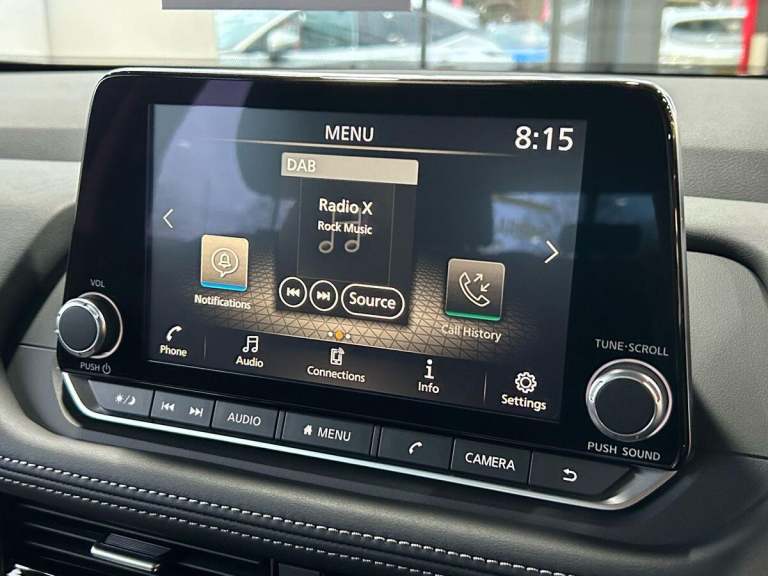 MENU
8:15
DAB
Radio X
Rock Music
Notifications
Source
Call History
Phone
Audio
Connections
Info
Settings
VOL
PUSH
TUNE·SCROLL
PUSH SOUND
AUDIO
MENU
CAMERA